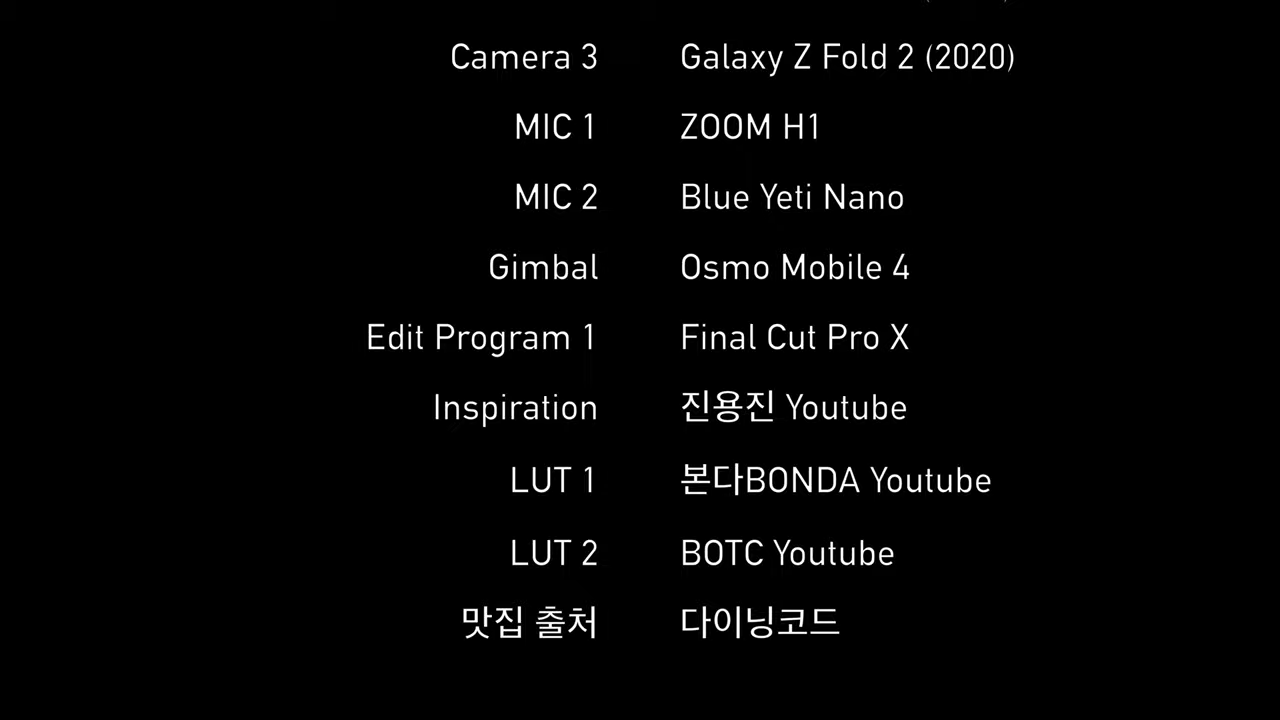 Camera 3 Galaxy Z Fold 2 (2020)
MIC 1 ZOOM H1
MIC 2 Blue Yeti Nano
Gimbal Osmo Mobile 4
Edit Program 1 Final Cut Pro X
Inspiration 진용진 Youtube
LUT 1 본다BONDA Youtube
LUT 2 BOTC Youtube
맛집 출처 다이닝코드